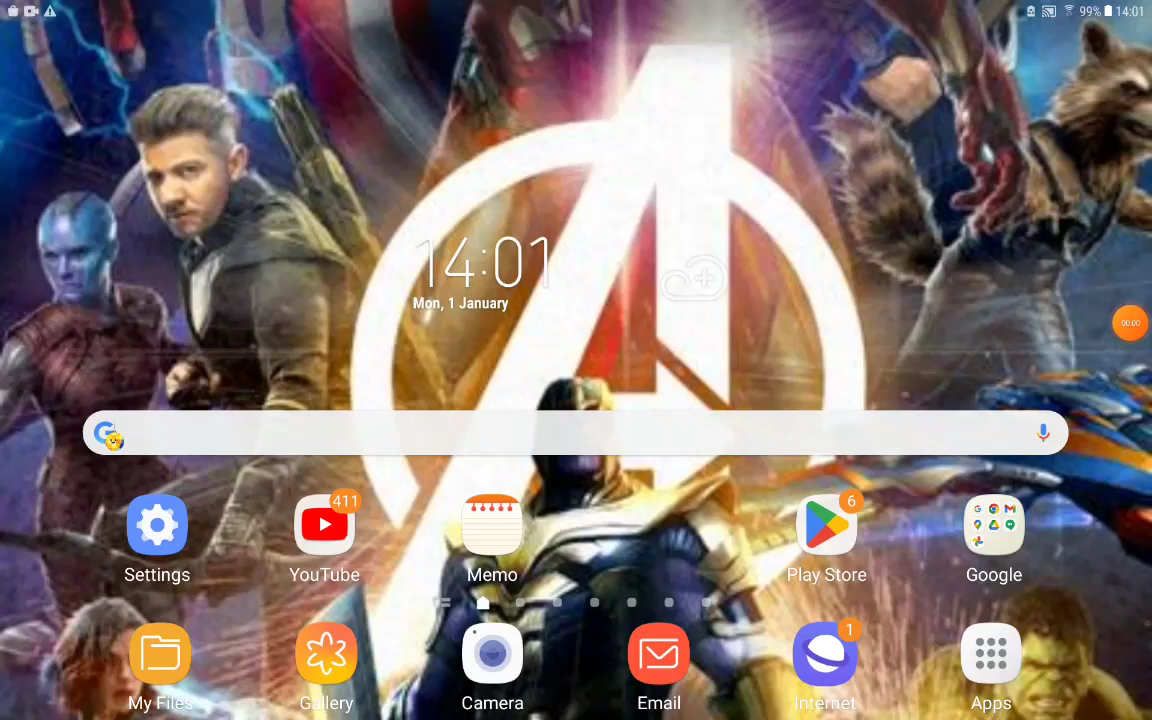 99% 14:01
14:01
Mon, 1 January
00:00
411
6
Settings
YouTube
Memo
Play Store
Google
1
My Files
Gallery
Camera
Email
Internet
Apps